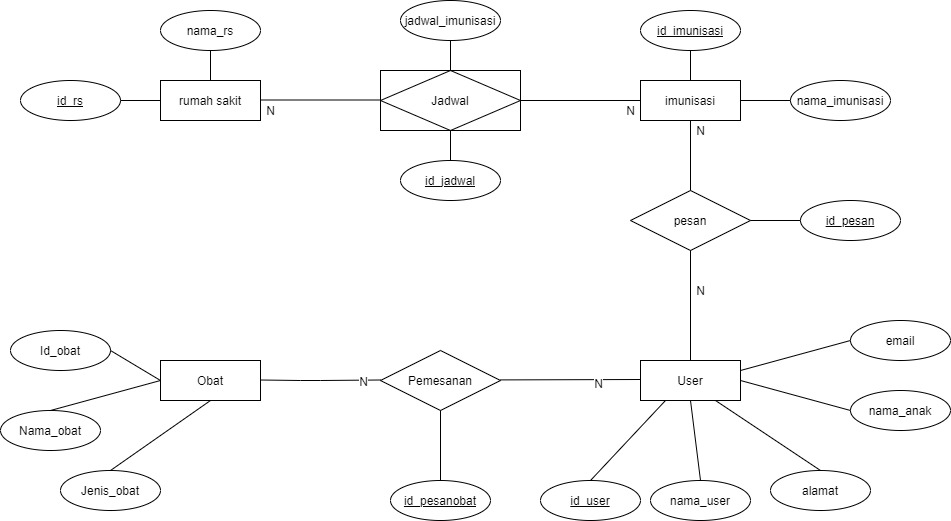 jadwal_imunisasi
nama_rs
id_imunisasi
id_rs
rumah sakit
N
Jadwal
N
imunisasi
nama_imunisasi
N
id_jadwal
pesan
id_pesan
N
email
Id_obat
Obat
N
Pemesanan
N
User
nama_anak
Nama_obat
Jenis_obat
id_pesanobat
id_user
nama_user
alamat